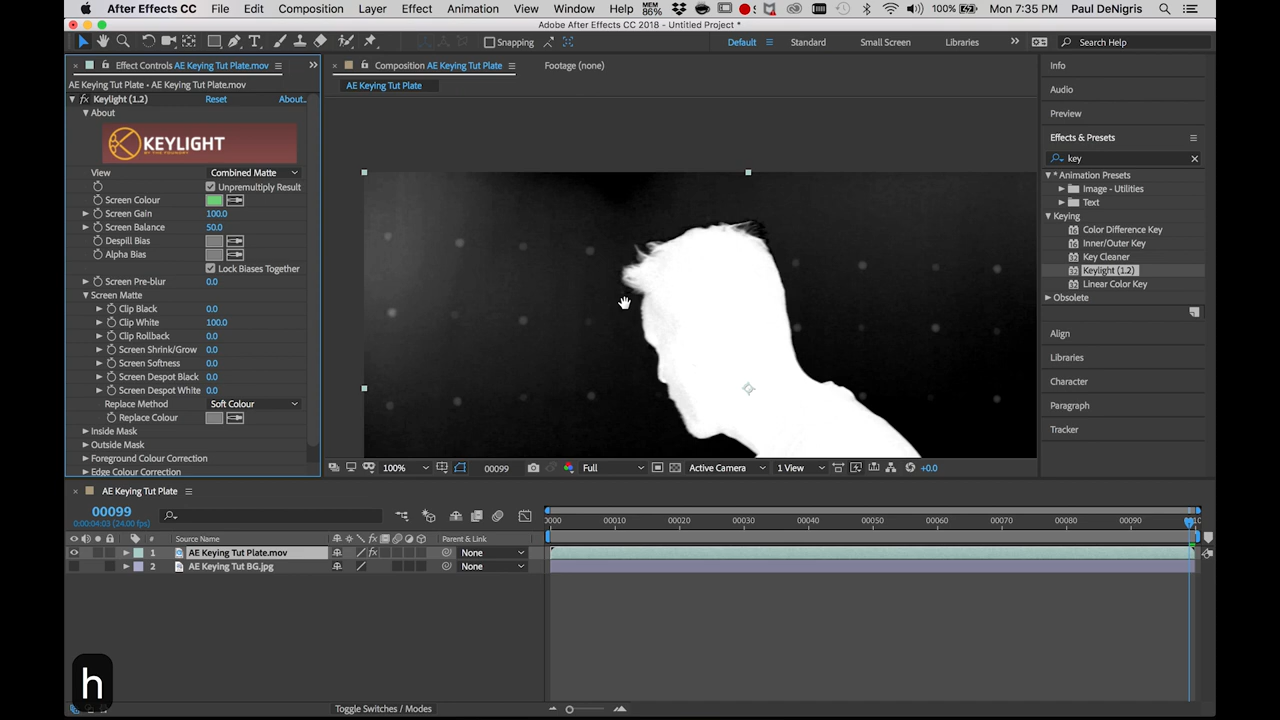 After Effects CC File Edit Composition Layer Effect Animation View Window Help MEM 86% 100% Mon 7:35 PM Paul DeNigris
Adobe After Effects CC 2018 - Untitled Project *
Snapping Default Standard Small Screen Libraries Search Help
Effect Controls AE Keying Tut Plate.mov
AE Keying Tut Plate • AE Keying Tut Plate.mov
fx Keylight (1.2) Reset About..
About
KEYLIGHT
BY THE FOUNDRY
View Combined Matte
Unpremultiply Result
Screen Colour
Screen Gain 100.0
Screen Balance 50.0
Despill Bias
Alpha Bias
Lock Biases Together
Screen Pre-blur 0.0
Screen Matte
Clip Black 0.0
Clip White 100.0
Clip Rollback 0.0
Screen Shrink/Grow 0.0
Screen Softness 0.0
Screen Despot Black 0.0
Screen Despot White 0.0
Replace Method Soft Colour
Replace Colour
Inside Mask
Outside Mask
Foreground Colour Correction
Edge Colour Correction
Composition AE Keying Tut Plate
Footage (none)
AE Keying Tut Plate
100% 00099 Full Active Camera 1 View +0.0
Info
Audio
Preview
Effects & Presets
key
* Animation Presets
Image - Utilities
Text
Keying
Color Difference Key
Inner/Outer Key
Key Cleaner
Keylight (1.2)
Linear Color Key
Obsolete
Align
Libraries
Character
Paragraph
Tracker
AE Keying Tut Plate
00099
0:00:04:03 (24.00 fps)
0000 00010 00020 00030 00040 00050 00060 00070 00080 00090 0010
# Source Name Parent & Link
1 AE Keying Tut Plate.mov fx None
2 AE Keying Tut BG.jpg None
h
Toggle Switches / Modes